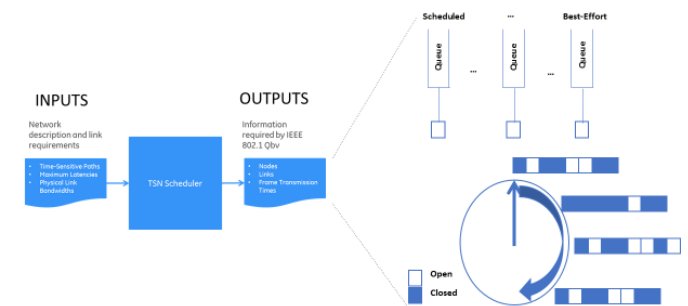 INPUTS
Network
description and link
requirements
• Time-Sensitive Paths
• Maximum Latencies
• Physical Link
Bandwidths
TSN Scheduler
OUTPUTS
Information
required by IEEE
802.1 Qbv
• Nodes
• Links
• Frame Transmission
Times
Scheduled
...
Best-Effort
Queue
...
Queue
...
Queue
Open
Closed